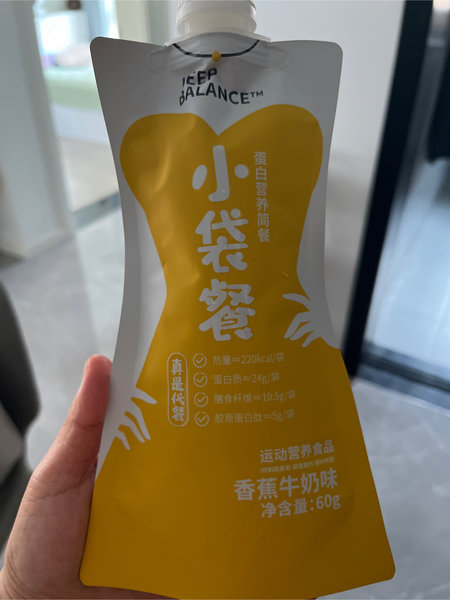 KEEP
BALANCE™
蛋白营养简餐
小袋餐
真是代餐
热量≈220kcal/袋
蛋白质≈24g/袋
膳食纤维≈10.5g/袋
胶原蛋白肽≈5g/袋
运动营养食品
香蕉牛奶味
净含量:60g